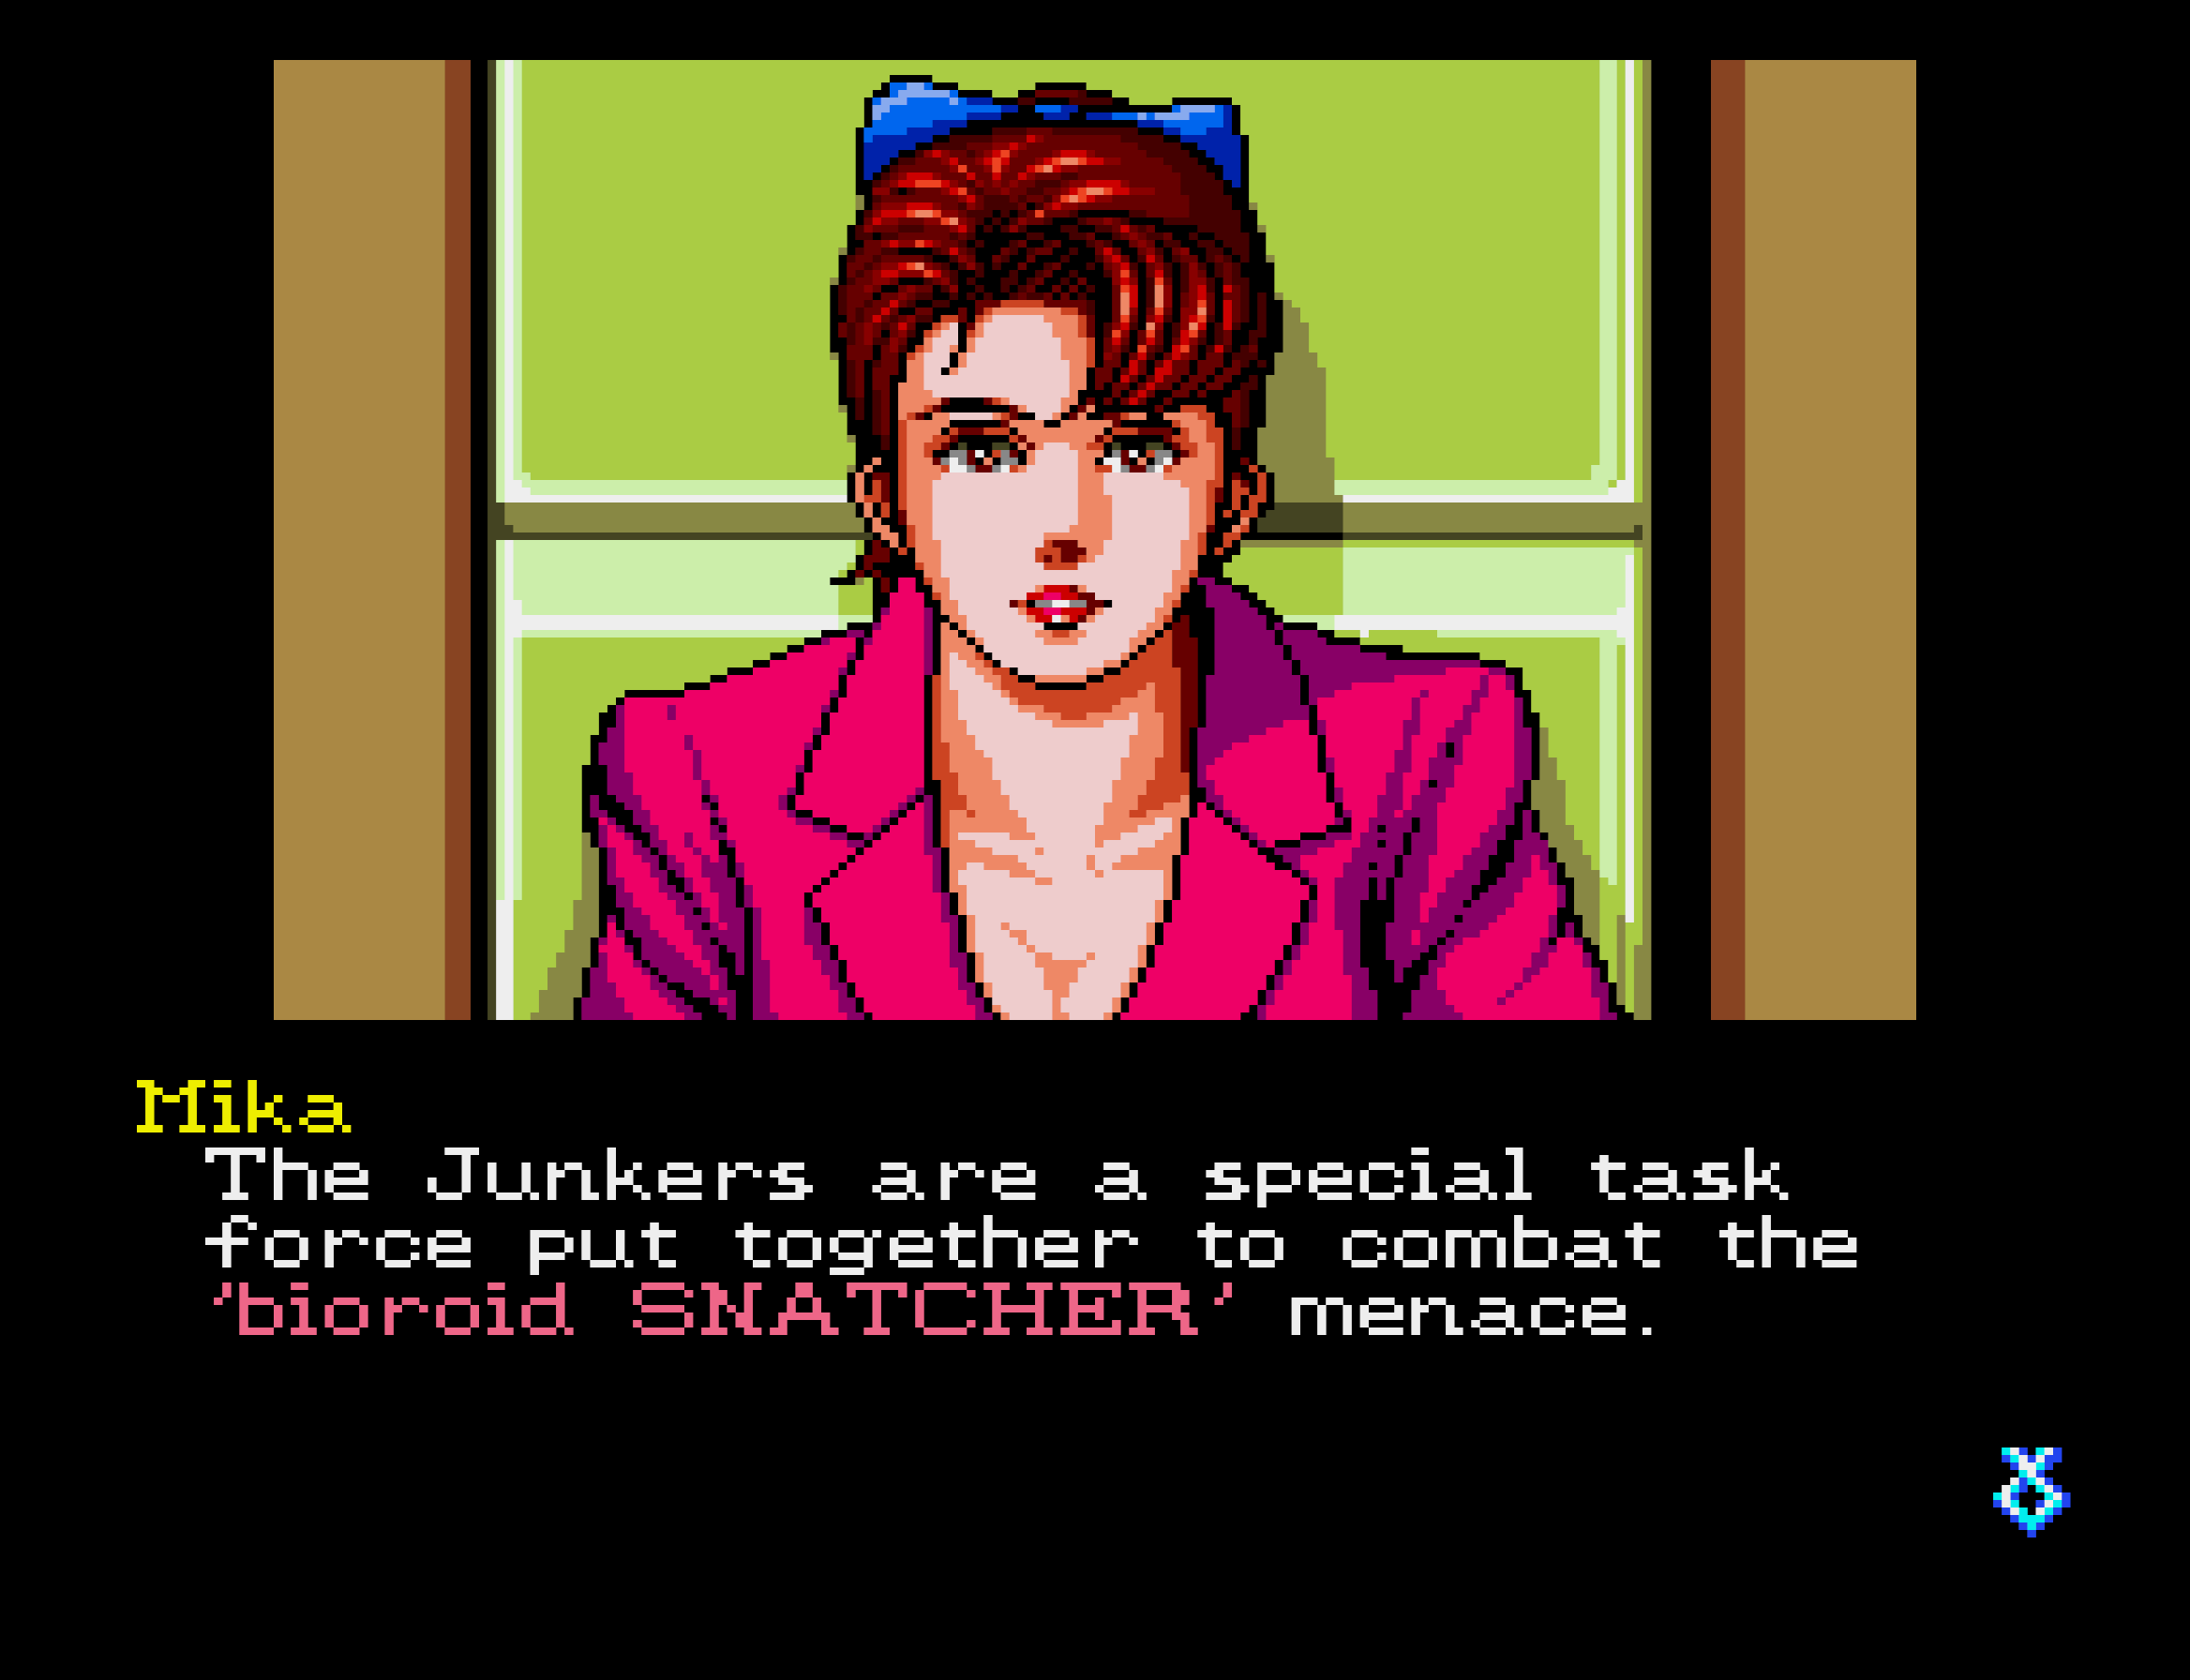 Mika
The Junkers are a special task
force put together to combat the
'bioroid SNATCHER' menace.